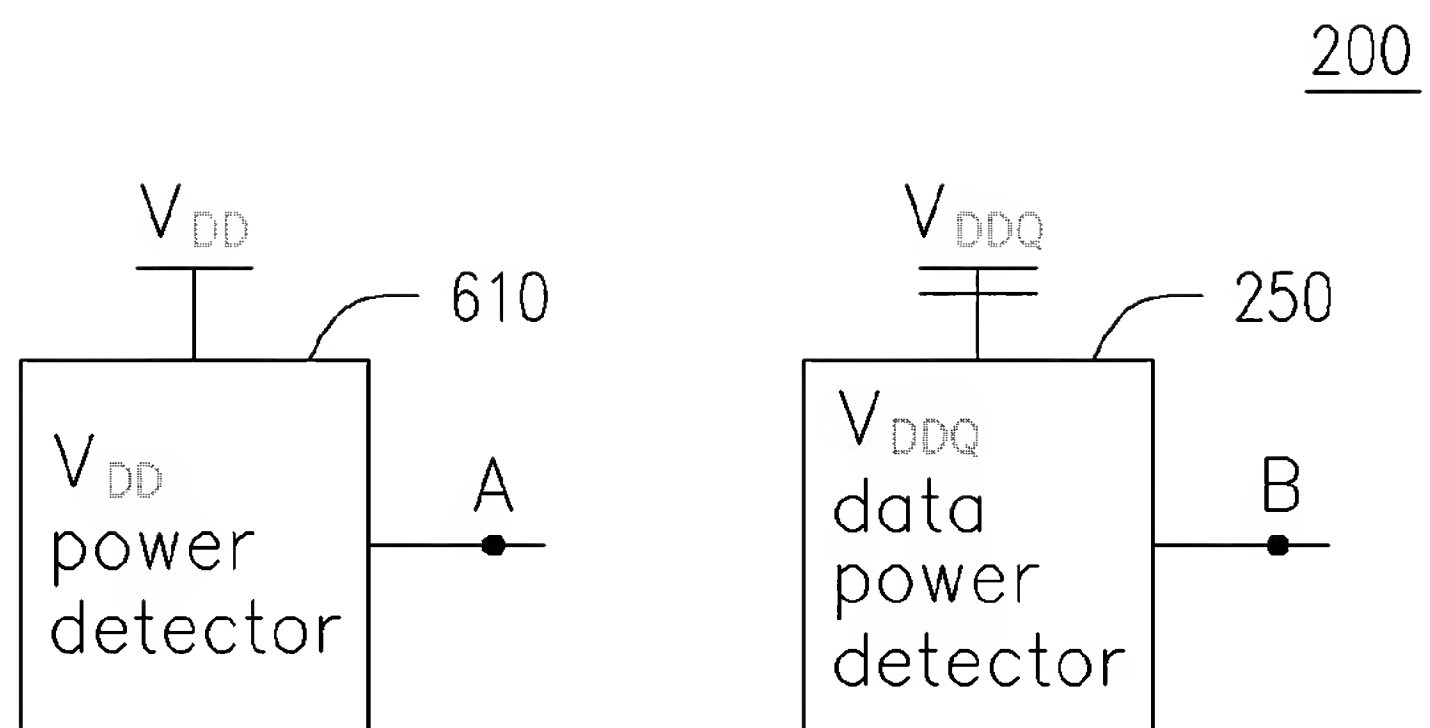 200
VDD
VDDQ
610
250
VDD
power
detector
A
VDDQ
data
power
detector
B